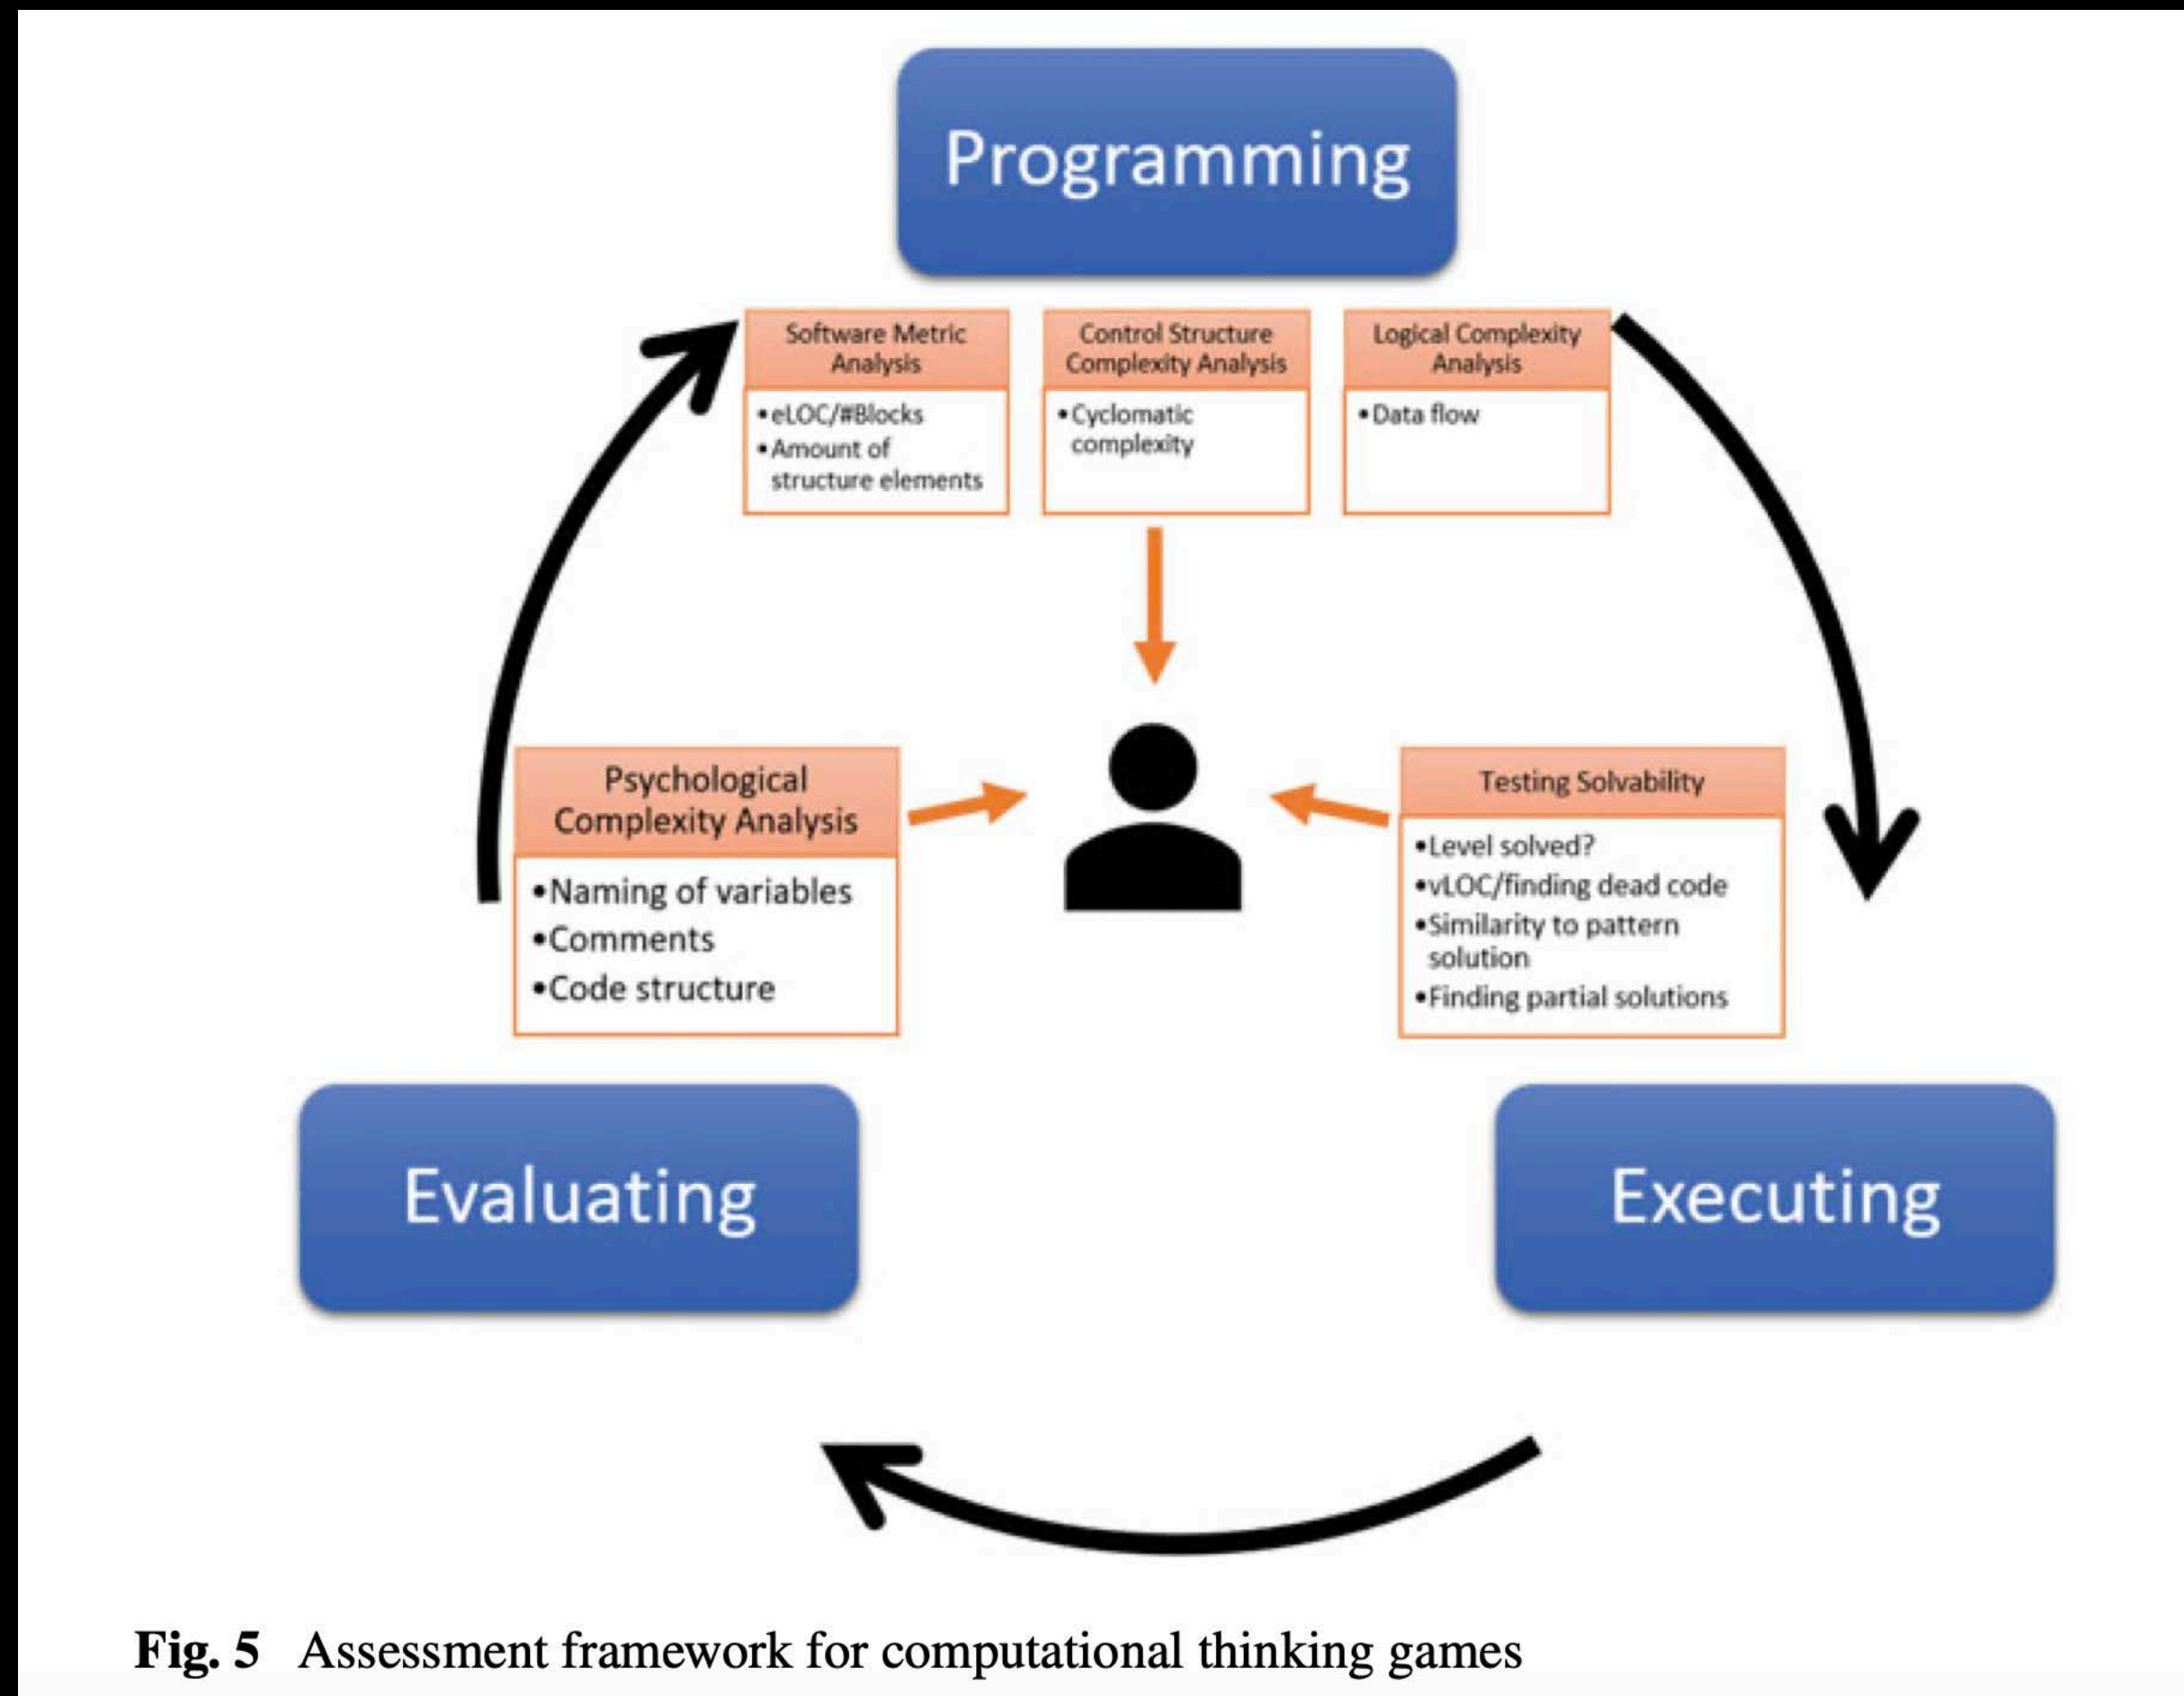 Programming
Software Metric
Analysis
•eLOC/#Blocks
•Amount of
structure elements
Control Structure
Complexity Analysis
•Cyclomatic
complexity
Logical Complexity
Analysis
•Data flow
Psychological
Complexity Analysis
•Naming of variables
•Comments
•Code structure
Testing Solvability
•Level solved?
•vLOC/finding dead code
•Similarity to pattern
solution
•Finding partial solutions
Evaluating
Executing
Fig. 5 Assessment framework for computational thinking games